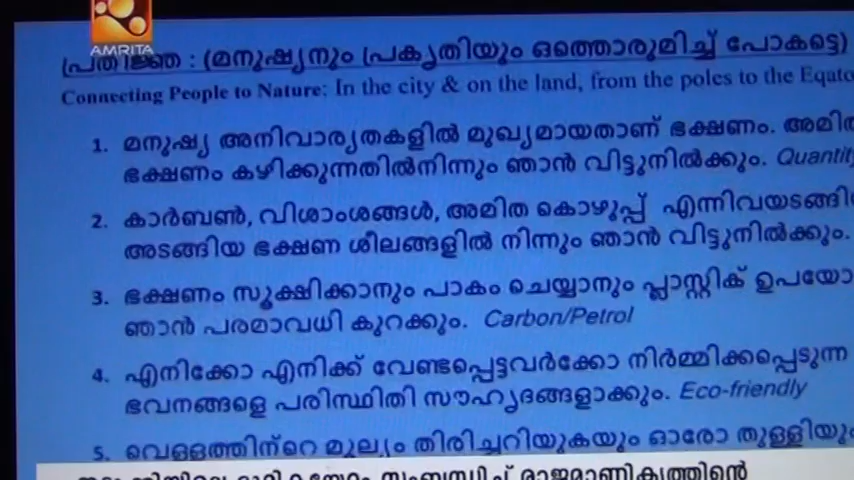 AMRITA
പ്രതിജ്ഞ : (മനുഷ്യനും പ്രകൃതിയും ഒത്തൊരുമിച്ച് പോകട്ടെ)
Connecting People to Nature: In the city & on the land, from the poles to the Equato
1. മനുഷ്യ അനിവാര്യതകളിൽ മുഖ്യമായതാണ് ഭക്ഷണം. അമിത
ഭക്ഷണം കഴിക്കുന്നതിൽനിന്നും ഞാൻ വിട്ടുനിൽക്കും. Quantity
2. കാർബൺ, വിശാംശങ്ങൾ, അമിത കൊഴുപ്പ് എന്നിവയടങ്ങി
അടങ്ങിയ ഭക്ഷണ ശീലങ്ങളിൽ നിന്നും ഞാൻ വിട്ടുനിൽക്കും.
3. ഭക്ഷണം സൂക്ഷിക്കാനും പാകം ചെയ്യാനും പ്ലാസ്റ്റിക് ഉപയോ
ഞാൻ പരമാവധി കുറക്കും. Carbon/Petrol
4. എനിക്കോ എനിക്ക് വേണ്ടപ്പെട്ടവർക്കോ നിർമ്മിക്കപ്പെടുന്ന
ഭവനങ്ങളെ പരിസ്ഥിതി സൗഹൃദങ്ങളാക്കും. Eco-friendly
5. വെള്ളത്തിന്റെ മൂല്യം തിരിച്ചറിയുകയും ഓരോ തുള്ളിയും
സംബന്ധിച്ച് രാജമാണിക്യത്തിന്റെ